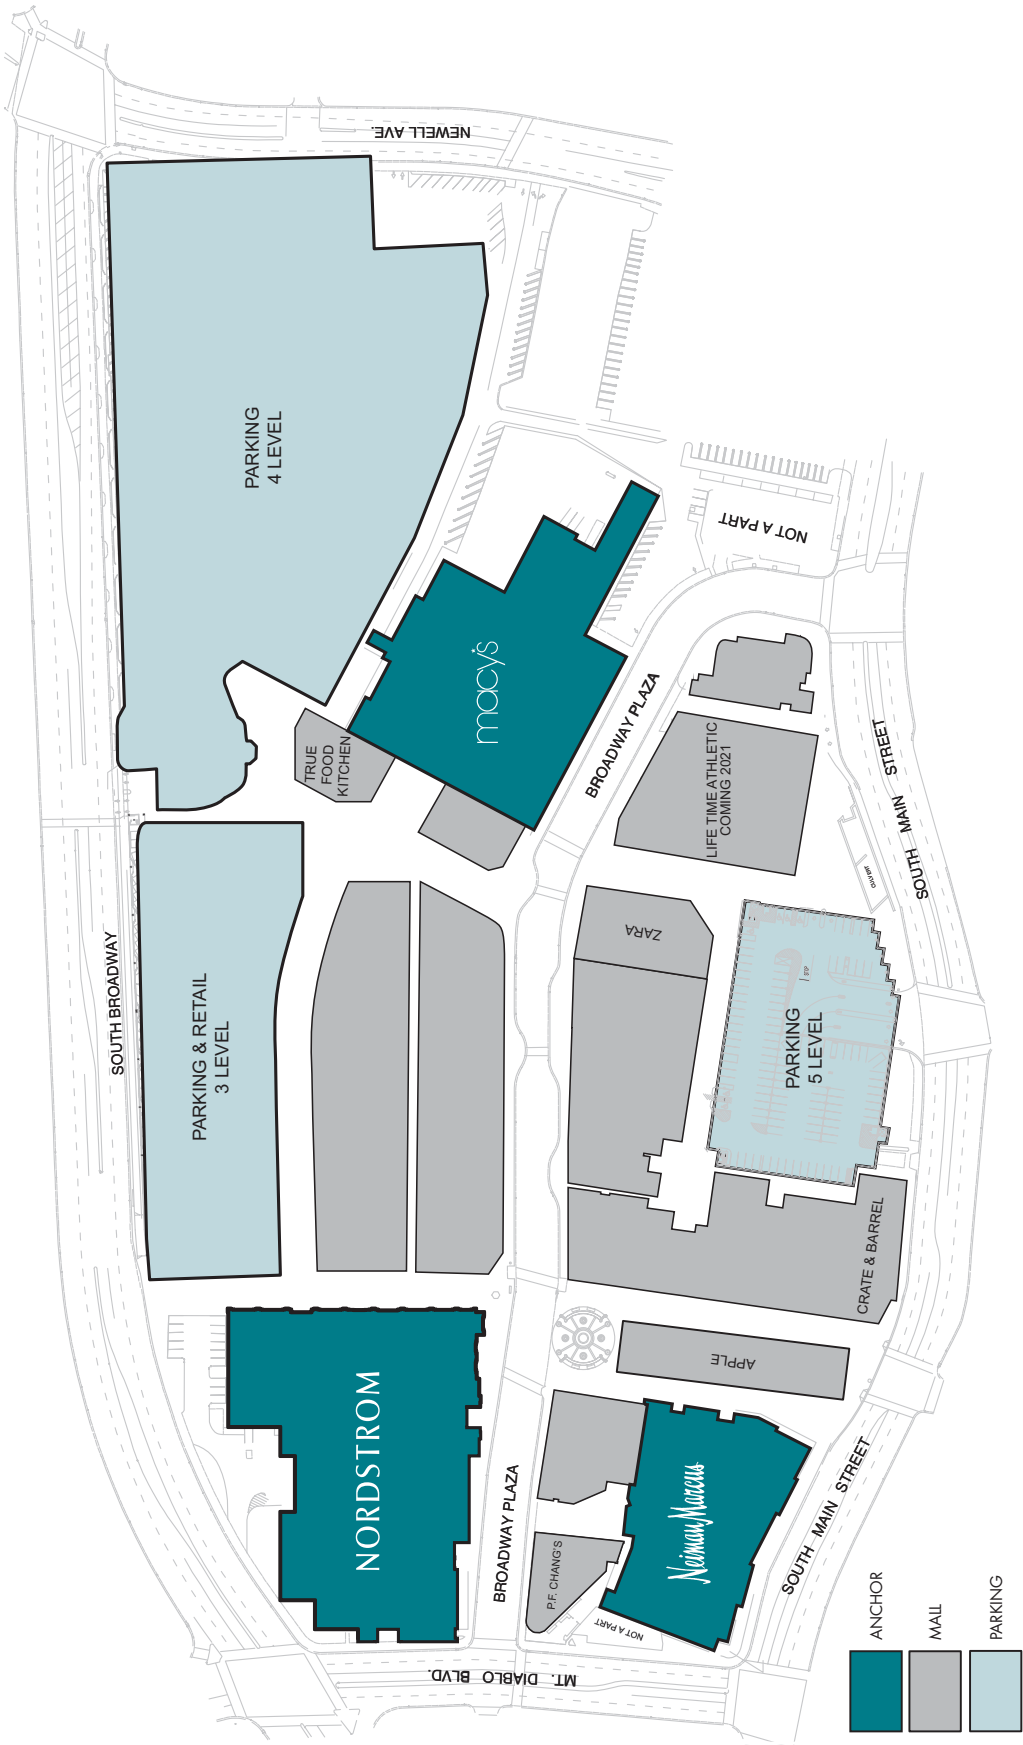 NEWELL AVE.
PARKING
4 LEVEL
NOT A PART
macy's
BROADWAY PLAZA
TRUE
FOOD
KITCHEN
LIFE TIME ATHLETIC
COMING 2021
SOUTH MAIN STREET
CULVERT
SOUTH BROADWAY
PARKING & RETAIL
3 LEVEL
ZARA
PARKING
5 LEVEL
CRATE & BARREL
APPLE
NORDSTROM
BROADWAY PLAZA
Neiman Marcus
P.F. CHANG'S
NOT A PART
SOUTH MAIN STREET
MT. DIABLO BLVD.
ANCHOR
MALL
PARKING